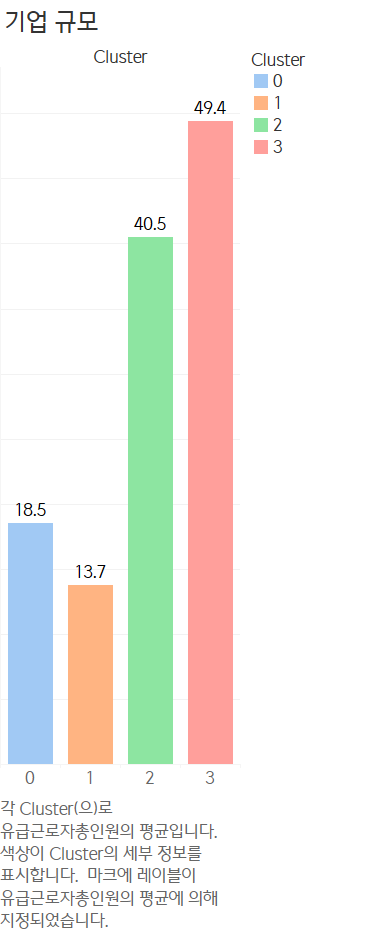 기업 규모
Cluster
Cluster
0
1
2
3
49.4
40.5
18.5
13.7
0 1 2 3
각 Cluster(으)로
유급근로자총인원의 평균입니다.
색상이 Cluster의 세부 정보를
표시합니다. 마크에 레이블이
유급근로자총인원의 평균에 의해
지정되었습니다.